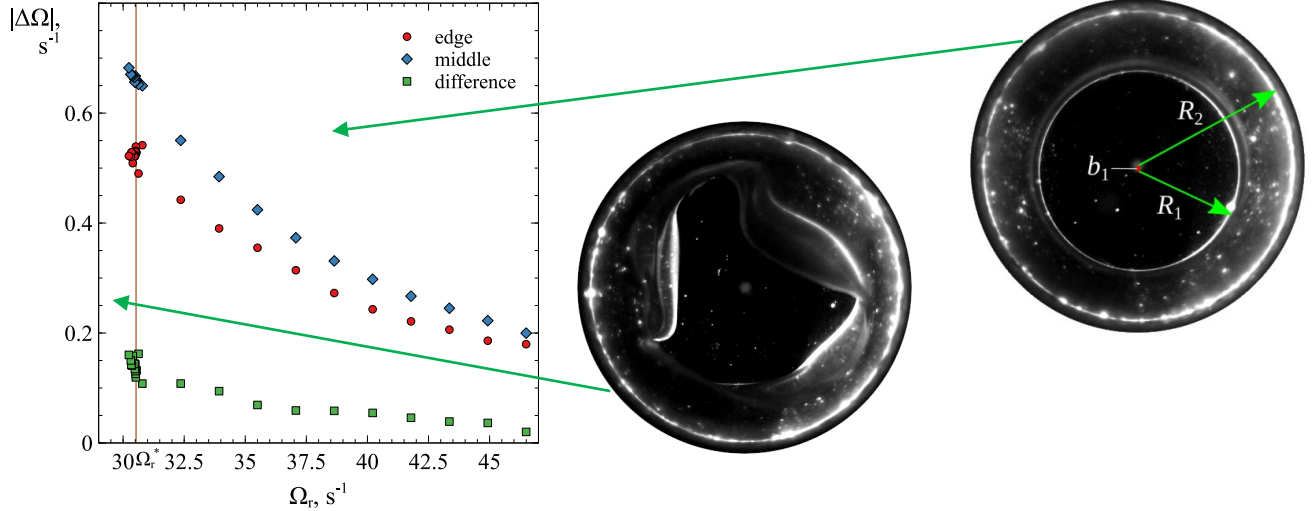 |ΔΩ|,
s⁻¹
edge
middle
difference
0.6
0.4
0.2
0
30 Ωᵣ* 32.5 35 37.5 40 42.5 45
Ωᵣ, s⁻¹
R₂
b₁
R₁